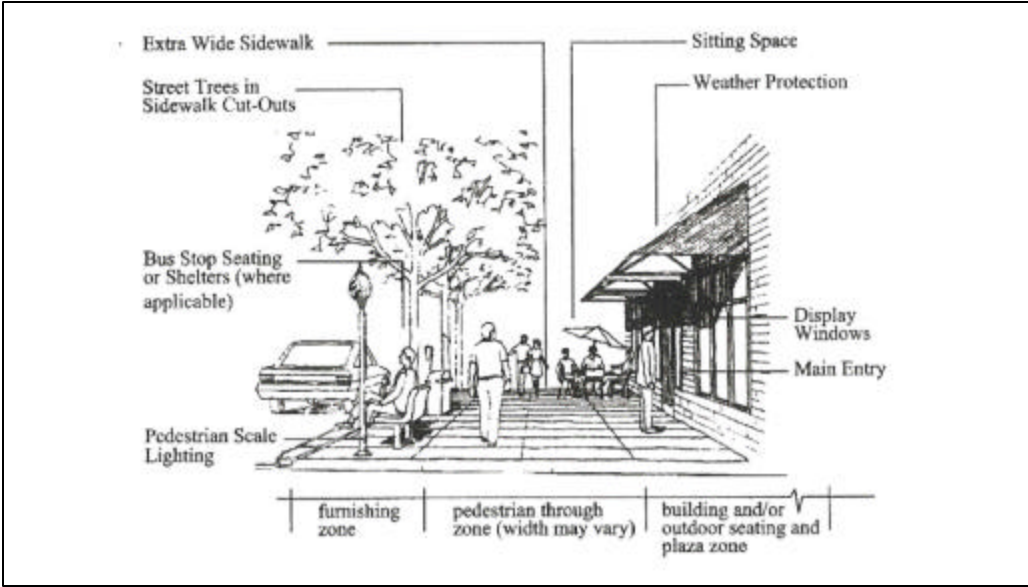 Extra Wide Sidewalk
Street Trees in
Sidewalk Cut-Outs
Bus Stop Seating
or Shelters (where
applicable)
Pedestrian Scale
Lighting
Sitting Space
Weather Protection
Display
Windows
Main Entry
furnishing
zone
pedestrian through
zone (width may vary)
building and/or
outdoor seating and
plaza zone